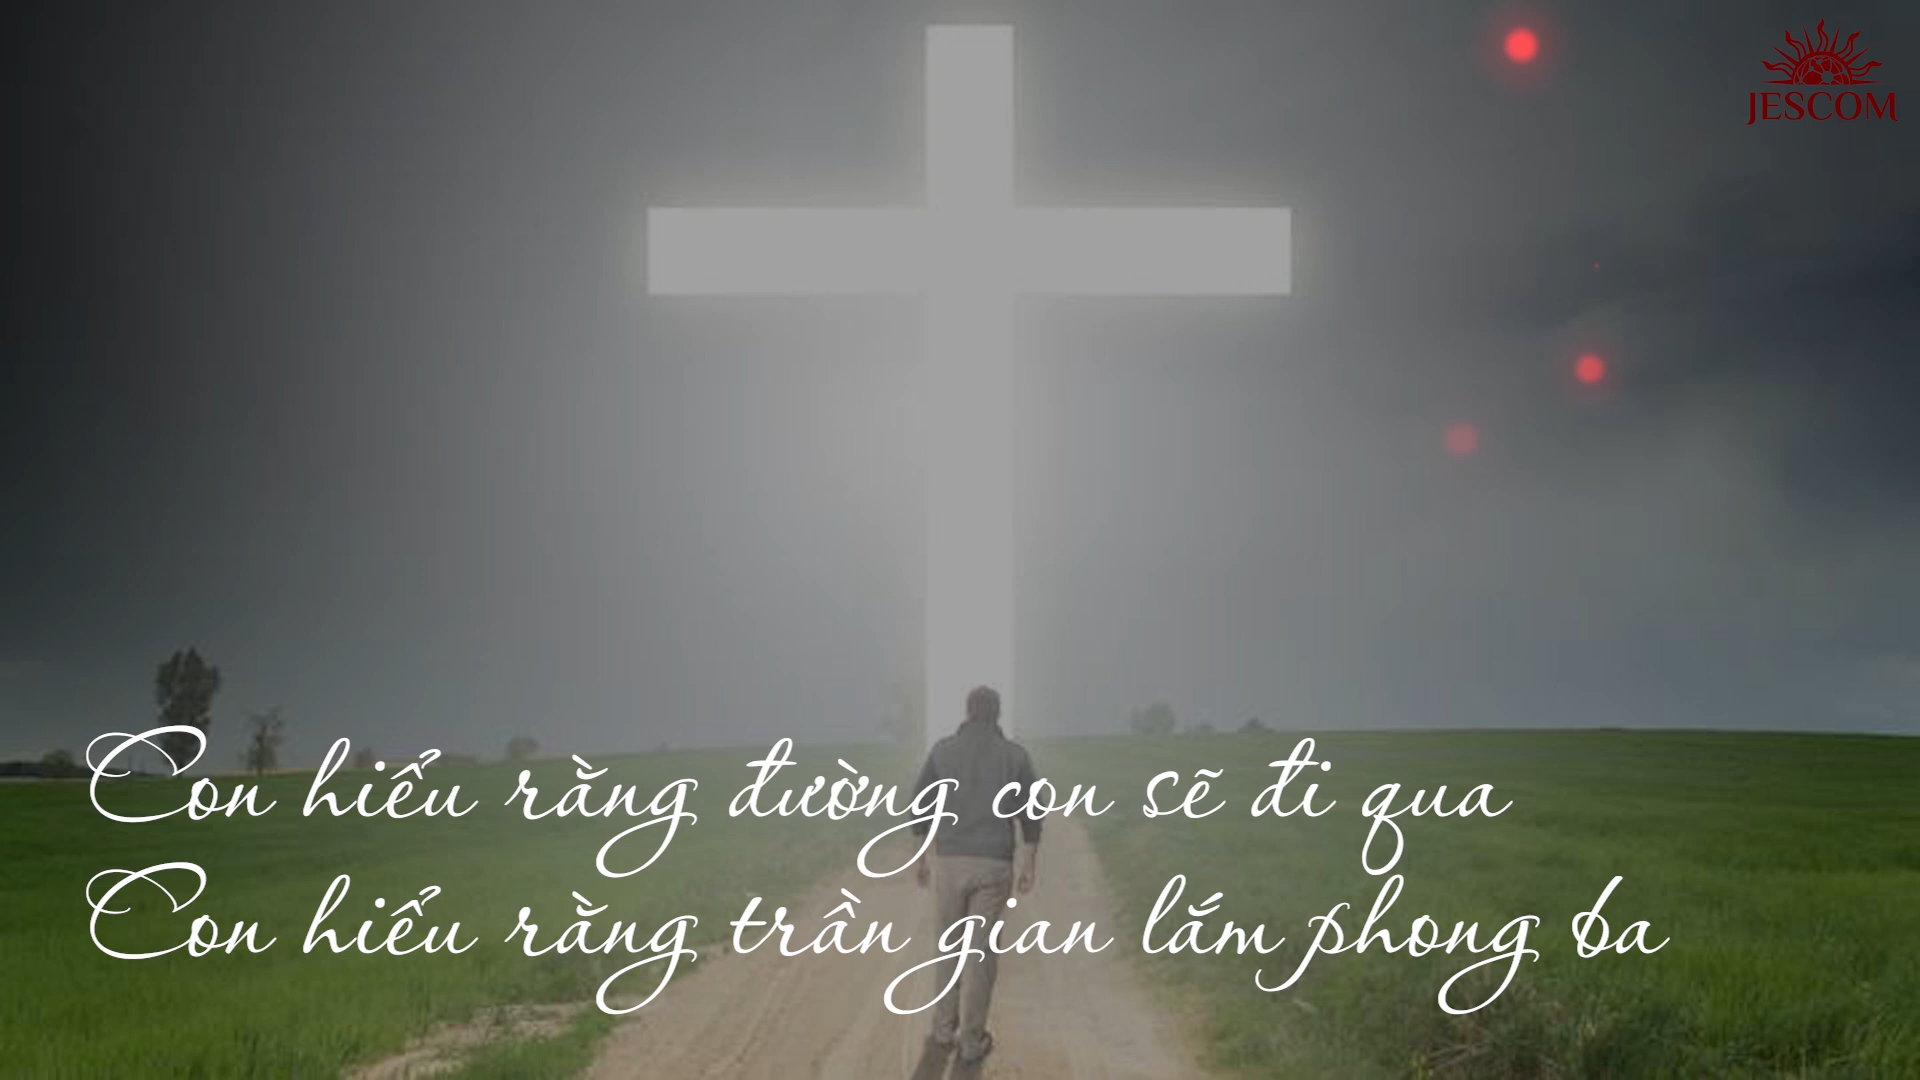 JESCOM
Con hiểu rằng đường con sẽ đi qua
Con hiểu rằng trần gian lắm phong ba